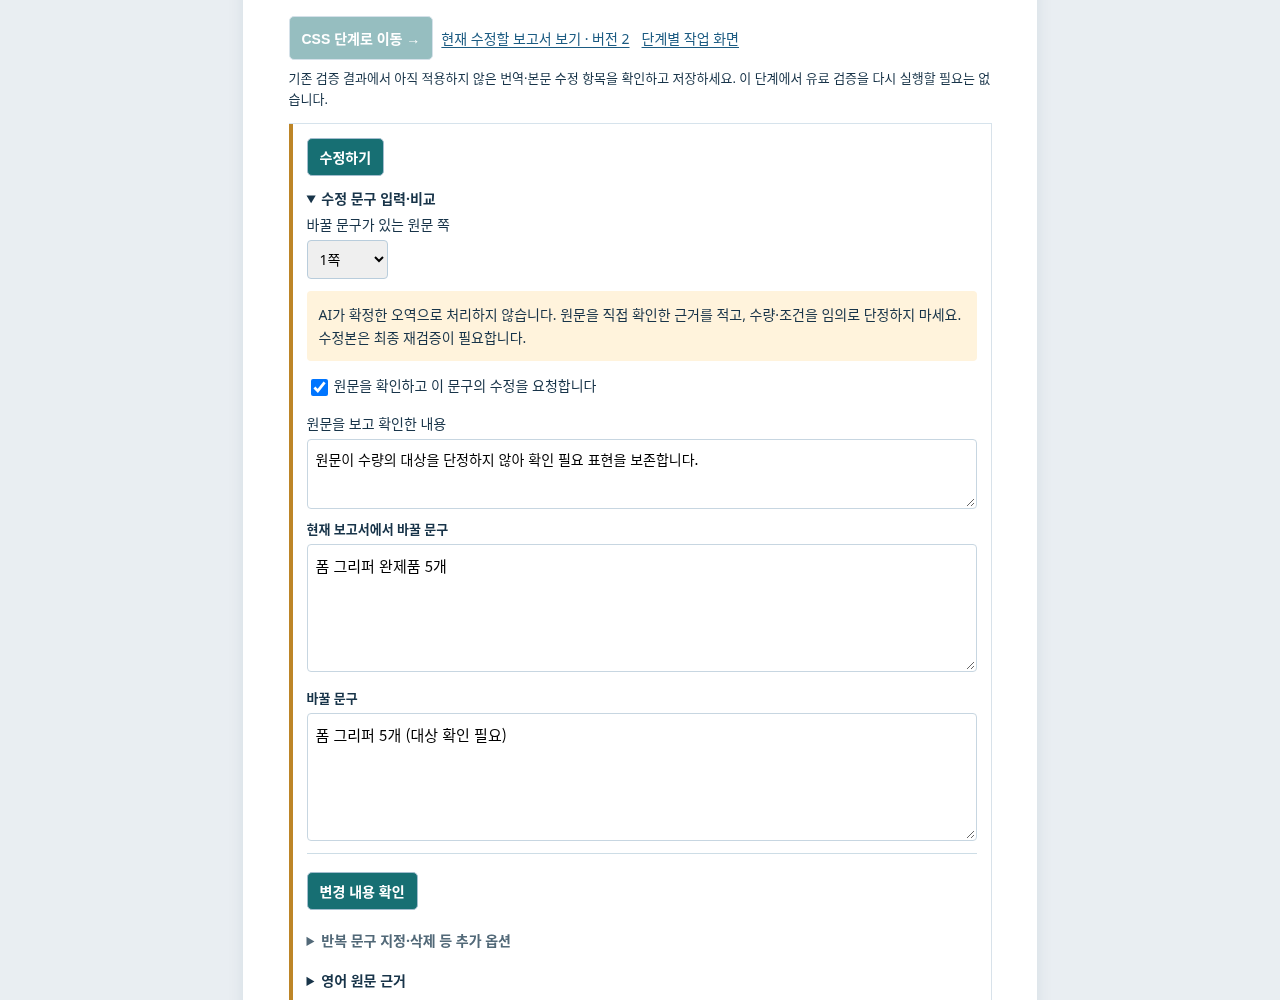 CSS 단계로 이동 → 현재 수정할 보고서 보기 · 버전 2 단계별 작업 화면
기존 검증 결과에서 아직 적용하지 않은 번역·본문 수정 항목을 확인하고 저장하세요. 이 단계에서 유료 검증을 다시 실행할 필요는 없
습니다.
수정하기
▼ 수정 문구 입력·비교
바꿀 문구가 있는 원문 쪽
1쪽
AI가 확정한 오역으로 처리하지 않습니다. 원문을 직접 확인한 근거를 적고, 수량·조건을 임의로 단정하지 마세요.
수정본은 최종 재검증이 필요합니다.
원문을 확인하고 이 문구의 수정을 요청합니다
원문을 보고 확인한 내용
원문이 수량의 대상을 단정하지 않아 확인 필요 표현을 보존합니다.
현재 보고서에서 바꿀 문구
폼 그리퍼 완제품 5개
바꿀 문구
폼 그리퍼 5개 (대상 확인 필요)
변경 내용 확인
▶ 반복 문구 지정·삭제 등 추가 옵션
▶ 영어 원문 근거